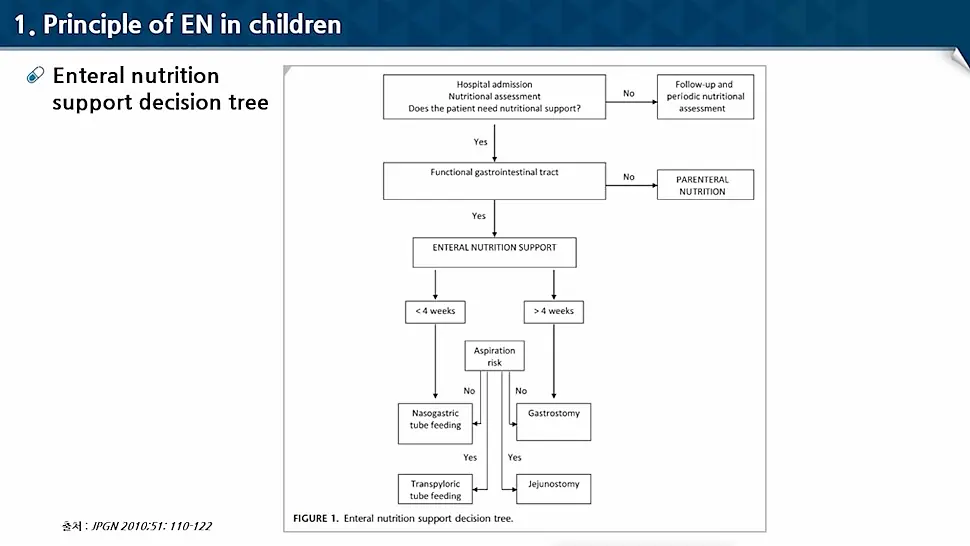 1. Principle of EN in children
Enteral nutrition
support decision tree
Hospital admission
Nutritional assessment
Does the patient need nutritional support?
No
Follow-up and
periodic nutritional
assessment
Yes
Functional gastrointestinal tract
No
PARENTERAL
NUTRITION
Yes
ENTERAL NUTRITION SUPPORT
< 4 weeks
> 4 weeks
Aspiration
risk
No
No
Nasogastric
tube feeding
Gastrostomy
Yes
Yes
Transpyloric
tube feeding
Jejunostomy
FIGURE 1. Enteral nutrition support decision tree.
출처 : JPGN 2010;51: 110-122